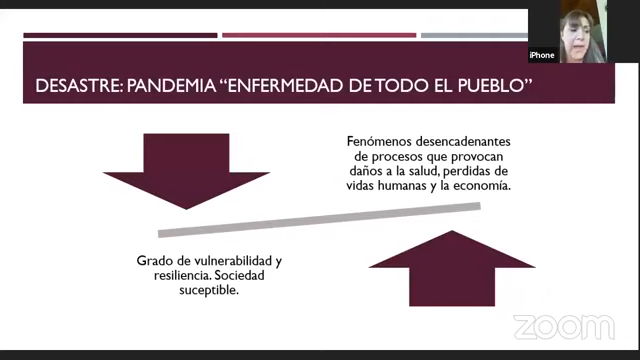 iPhone
DESASTRE: PANDEMIA “ENFERMEDAD DE TODO EL PUEBLO”
Fenómenos desencadenantes
de procesos que provocan
daños a la salud, perdidas de
vidas humanas y la economía.
Grado de vulnerabilidad y
resiliencia. Sociedad
suceptible.
zoom